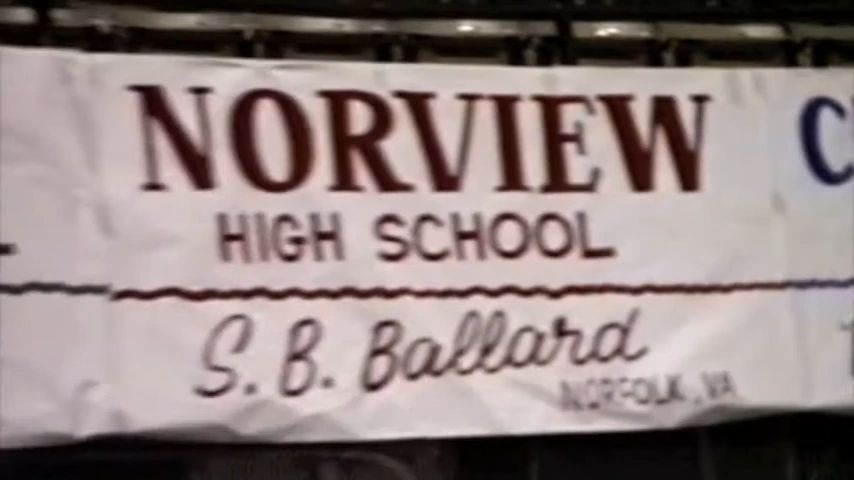 NORVIEW
HIGH SCHOOL
S. B. Ballard
NORFOLK, VA